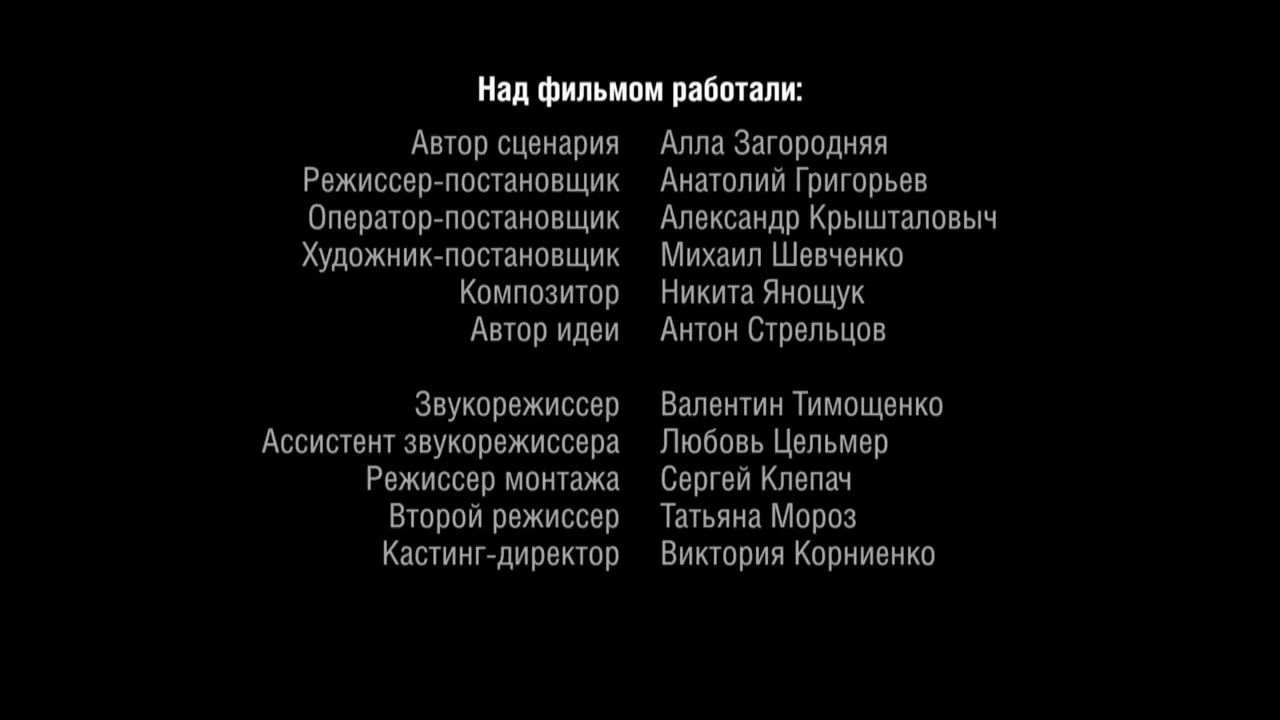 Над фильмом работали:
Автор сценария Алла Загородняя
Режиссер-постановщик Анатолий Григорьев
Оператор-постановщик Александр Крышталовыч
Художник-постановщик Михаил Шевченко
Композитор Никита Янощук
Автор идеи Антон Стрельцов
Звукорежиссер Валентин Тимощенко
Ассистент звукорежиссера Любовь Цельмер
Режиссер монтажа Сергей Клепач
Второй режиссер Татьяна Мороз
Кастинг-директор Виктория Корниенко